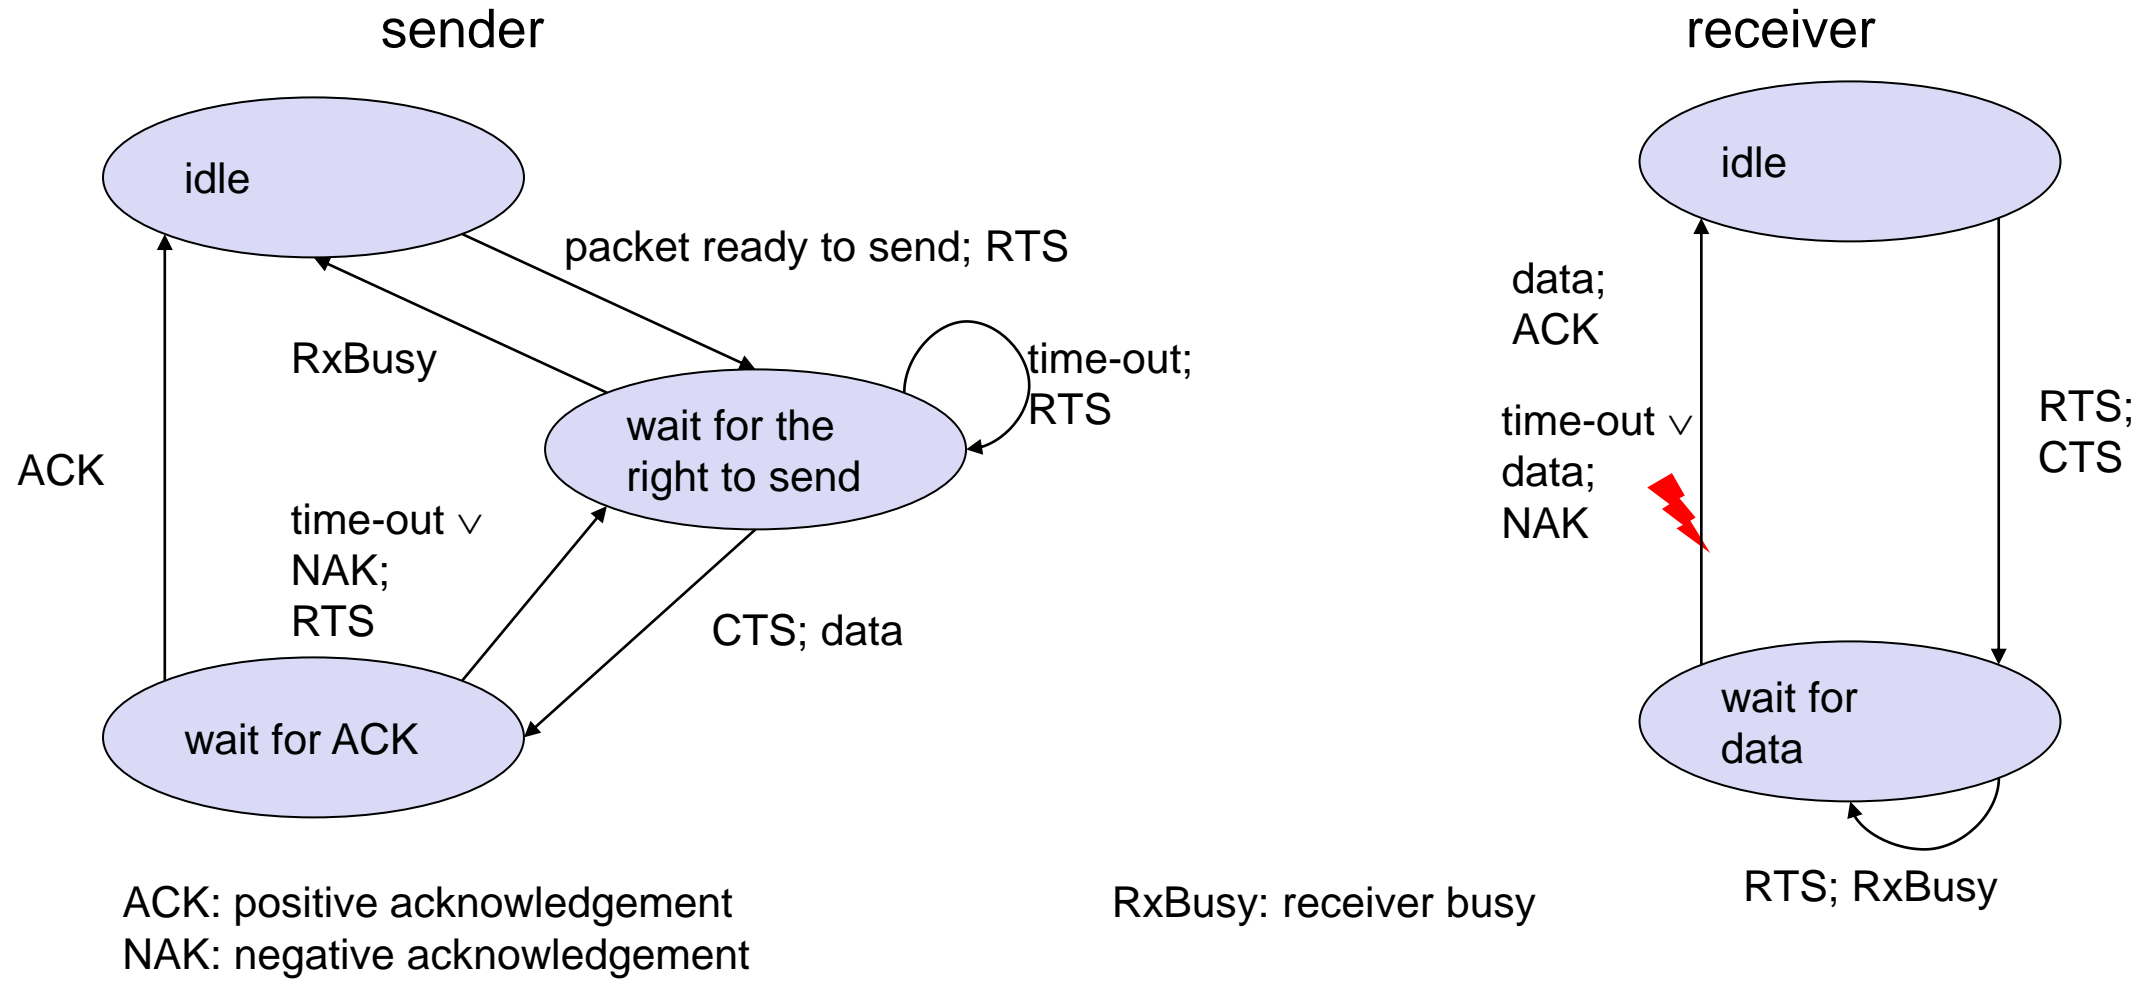 sender
receiver
idle
idle
packet ready to send; RTS
data;
ACK
RxBusy
time-out;
RTS
wait for the
right to send
time-out ∨
data;
NAK
RTS;
CTS
ACK
time-out ∨
NAK;
RTS
CTS; data
wait for ACK
wait for
data
RTS; RxBusy
ACK: positive acknowledgement
NAK: negative acknowledgement
RxBusy: receiver busy